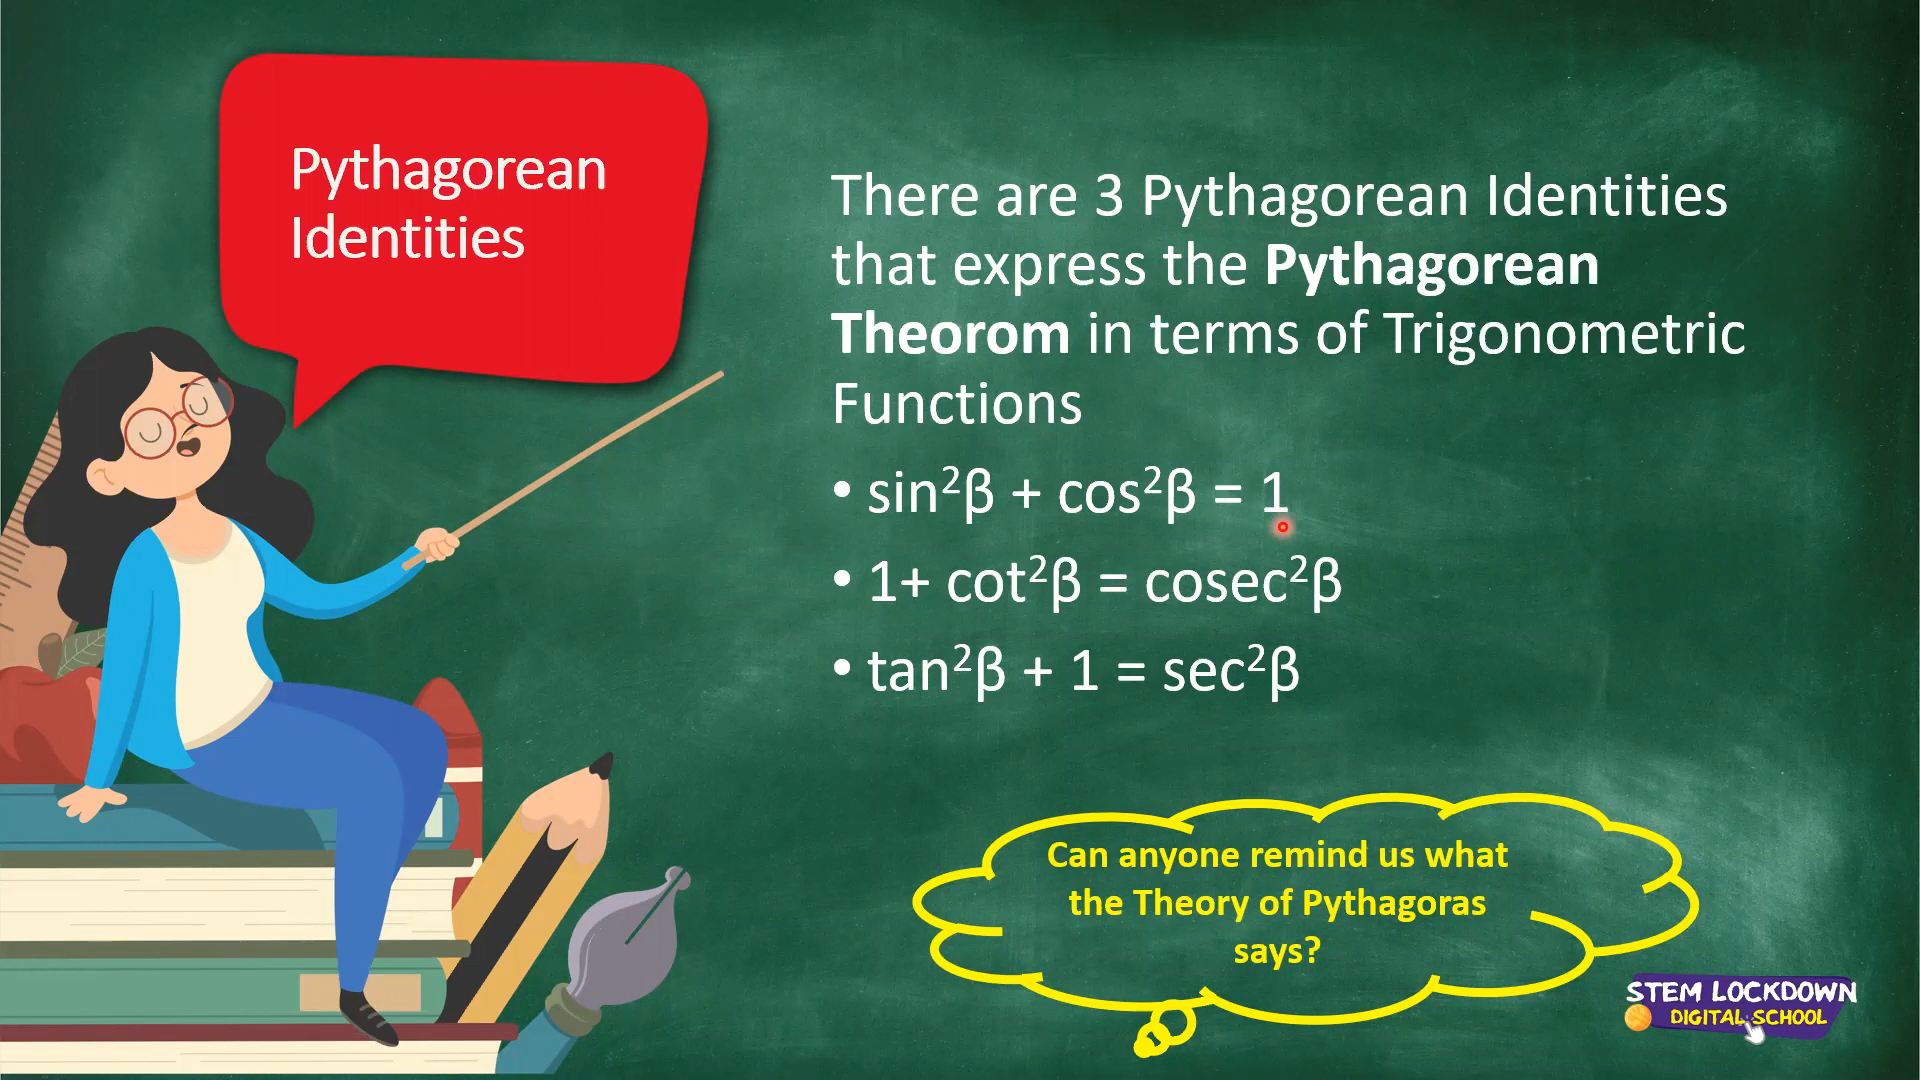 Pythagorean
Identities
There are 3 Pythagorean Identities
that express the Pythagorean
Theorom in terms of Trigonometric
Functions
• sin²β + cos²β = 1
• 1+ cot²β = cosec²β
• tan²β + 1 = sec²β
Can anyone remind us what
the Theory of Pythagoras
says?
STEM LOCKDOWN
DIGITAL SCHOOL